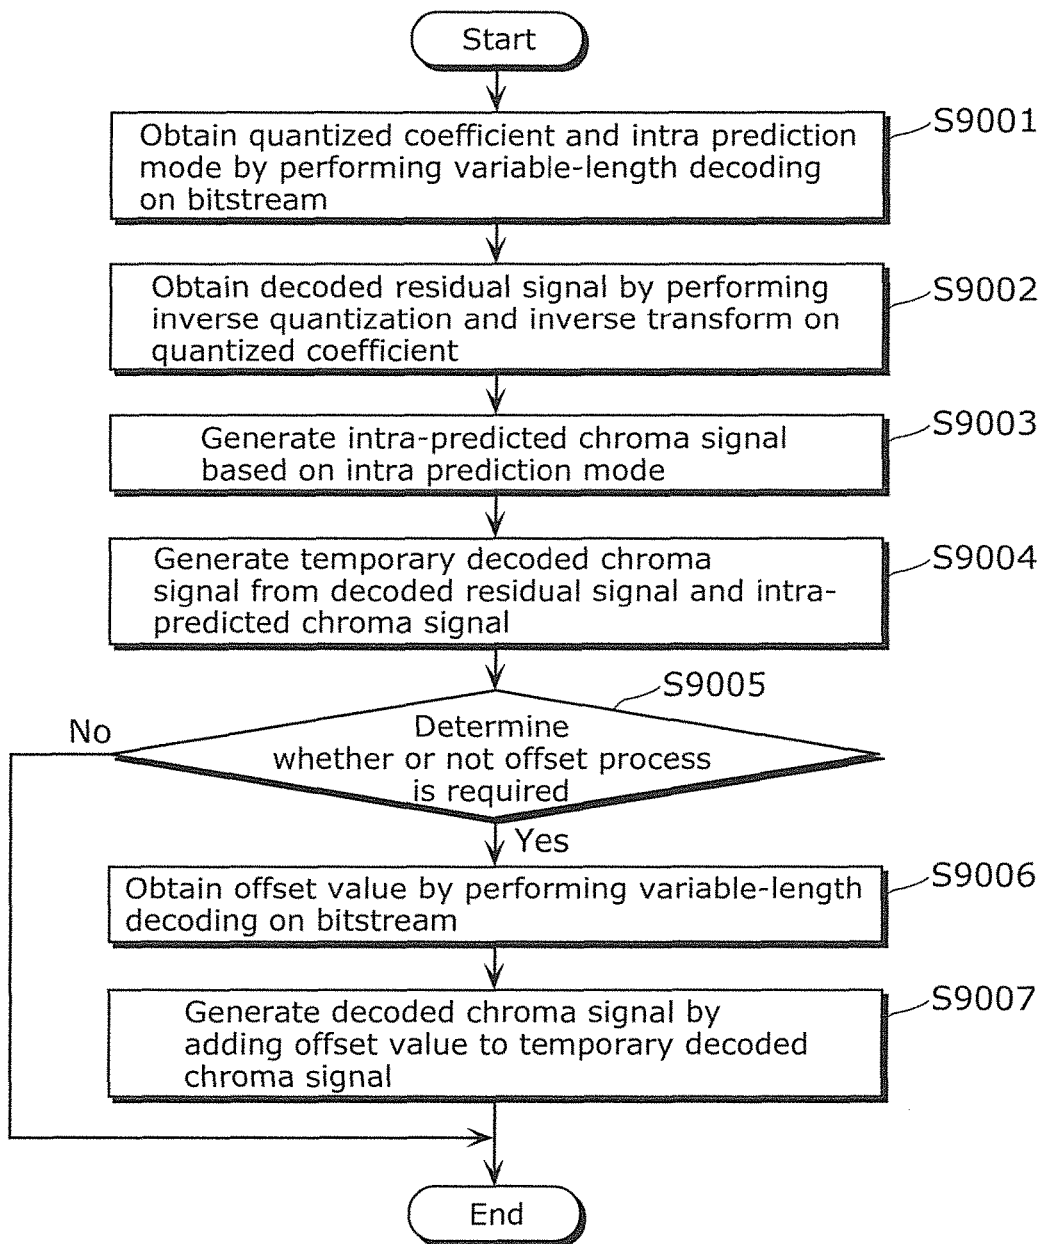 Start
S9001
Obtain quantized coefficient and intra prediction
mode by performing variable-length decoding
on bitstream
S9002
Obtain decoded residual signal by performing
inverse quantization and inverse transform on
quantized coefficient
S9003
Generate intra-predicted chroma signal
based on intra prediction mode
S9004
Generate temporary decoded chroma
signal from decoded residual signal and intra-
predicted chroma signal
S9005
No
Determine
whether or not offset process
is required
Yes
S9006
Obtain offset value by performing variable-length
decoding on bitstream
S9007
Generate decoded chroma signal by
adding offset value to temporary decoded
chroma signal
End